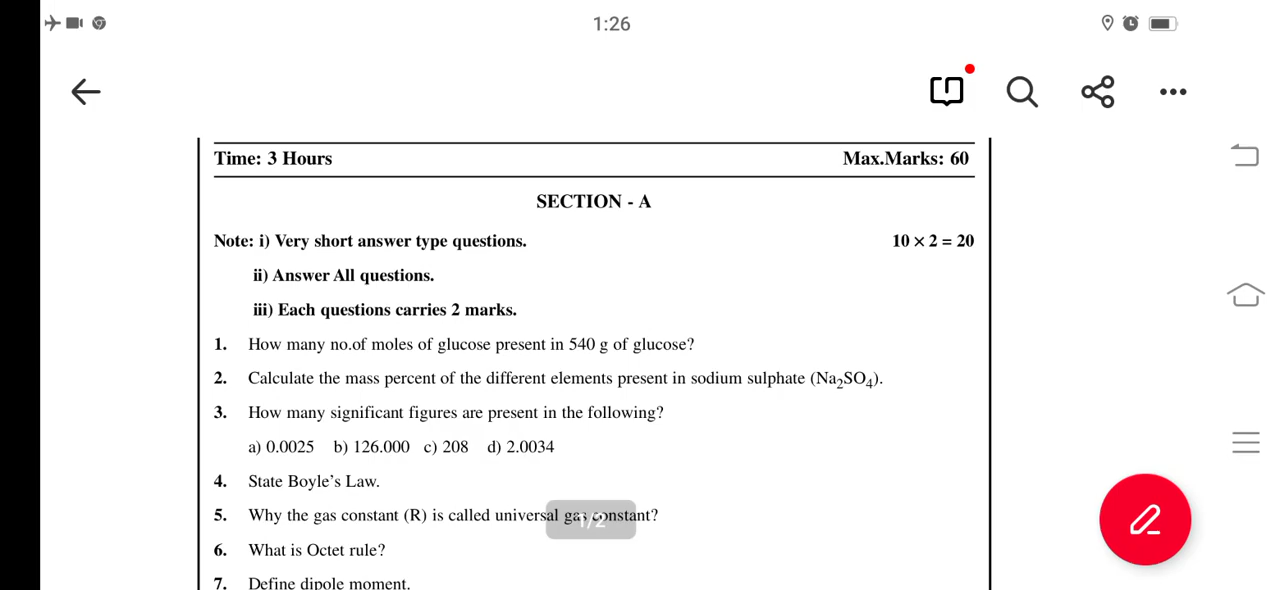 1:26
Time: 3 Hours Max.Marks: 60
SECTION - A
Note: i) Very short answer type questions. 10 × 2 = 20
ii) Answer All questions.
iii) Each questions carries 2 marks.
1. How many no.of moles of glucose present in 540 g of glucose?
2. Calculate the mass percent of the different elements present in sodium sulphate (Na₂SO₄).
3. How many significant figures are present in the following?
a) 0.0025 b) 126.000 c) 208 d) 2.0034
4. State Boyle's Law.
5. Why the gas constant (R) is called universal gas constant?
1/2
6. What is Octet rule?
7. Define dipole moment.